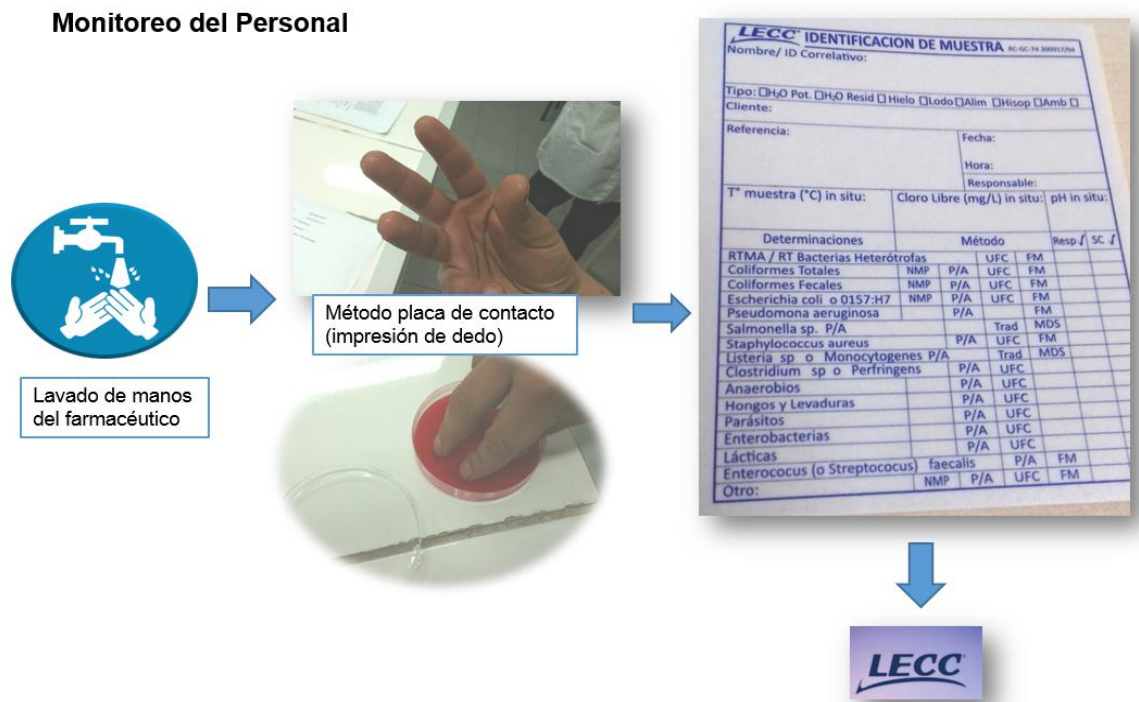 Monitoreo del Personal
Lavado de manos
del farmacéutico
Método placa de contacto
(impresión de dedo)
LECC IDENTIFICACION DE MUESTRA RC-GC-74 300917/04
Nombre/ ID Correlativo:
Tipo: □H₂O Pot. □H₂O Resid □ Hielo □Lodo □Alim □Hisop □Amb □
Cliente:
Referencia:
Fecha:
Hora:
Responsable:
T° muestra (°C) in situ: Cloro Libre (mg/L) in situ: pH in situ:
Determinaciones Método Resp √ SC √
RTMA / RT Bacterias Heterótrofas UFC FM
Coliformes Totales NMP P/A UFC FM
Coliformes Fecales NMP P/A UFC FM
Escherichia coli o 0157:H7 NMP P/A UFC FM
Pseudomona aeruginosa P/A FM
Salmonella sp. P/A Trad MDS
Staphylococcus aureus P/A UFC FM
Listeria sp o Monocytogenes P/A Trad MDS
Clostridium sp o Perfringens P/A UFC
Anaerobios P/A UFC
Hongos y Levaduras P/A UFC
Parásitos P/A UFC
Enterobacterias P/A UFC
Lácticas P/A UFC
Enterococus (o Streptococus) faecalis P/A FM
Otro: NMP P/A UFC FM
LECC